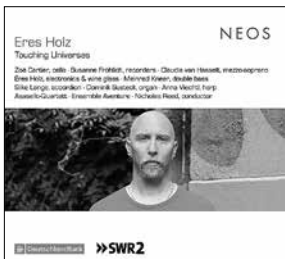 Eres Holz
NEOS
Touching Universes
Zoé Cartier, cello · Susanne Fröhlich, recorders · Claudia van Hasselt, mezzo-soprano
Eres Holz, electronics & wine glass · Meinrad Kneer, double bass
Silke Lange, accordion · Dominik Susteck, organ · Anna Viechtl, harp
Asasello-Quartett · Ensemble Aventure · Nicholas Reed, conductor
Deutschlandfunk
»SWR2